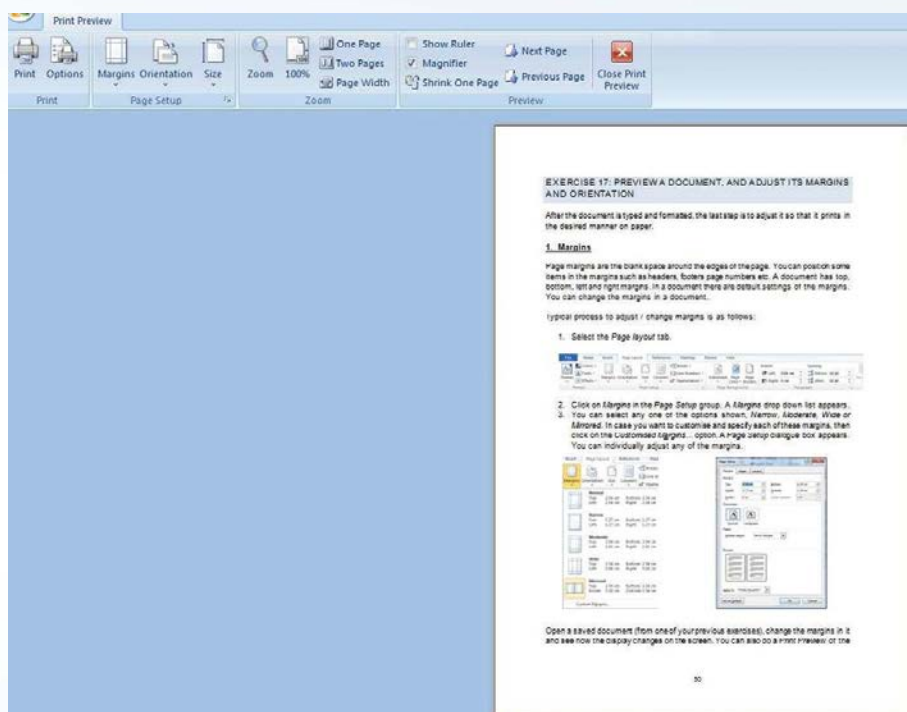 Print Preview
Print
Options
Margins
Orientation
Size
Zoom
100%
One Page
Two Pages
Page Width
Show Ruler
Magnifier
Shrink One Page
Next Page
Previous Page
Close Print
Preview
Print
Page Setup
Zoom
Preview
EXERCISE 17: PREVIEW A DOCUMENT, AND ADJUST ITS MARGINS
AND ORIENTATION
After the document is typed and formatted, the last step is to adjust it so that it prints in
the desired manner on paper.
1. Margins
Page margins are the blank space around the edges of the page. You can position some
items in the margins such as headers, footers page numbers etc. A document has top,
bottom, left and right margins. In a document there are default settings of the margins.
You can change the margins in a document.
Typical process to adjust / change margins is as follows:
1. Select the Page layout tab.
2. Click on Margins in the Page Setup group. A Margins drop down list appears.
3. You can select any one of the options shown, Narrow, Moderate, Wide or
Mirrored. In case you want to customise and specify each of these margins, then
click on the Customised Margins... option. A Page Setup dialogue box appears.
You can individually adjust any of the margins.
Open a saved document (from one of your previous exercises), change the margins in it
and see how the display changes on the screen. You can also do a Print Preview of the
50